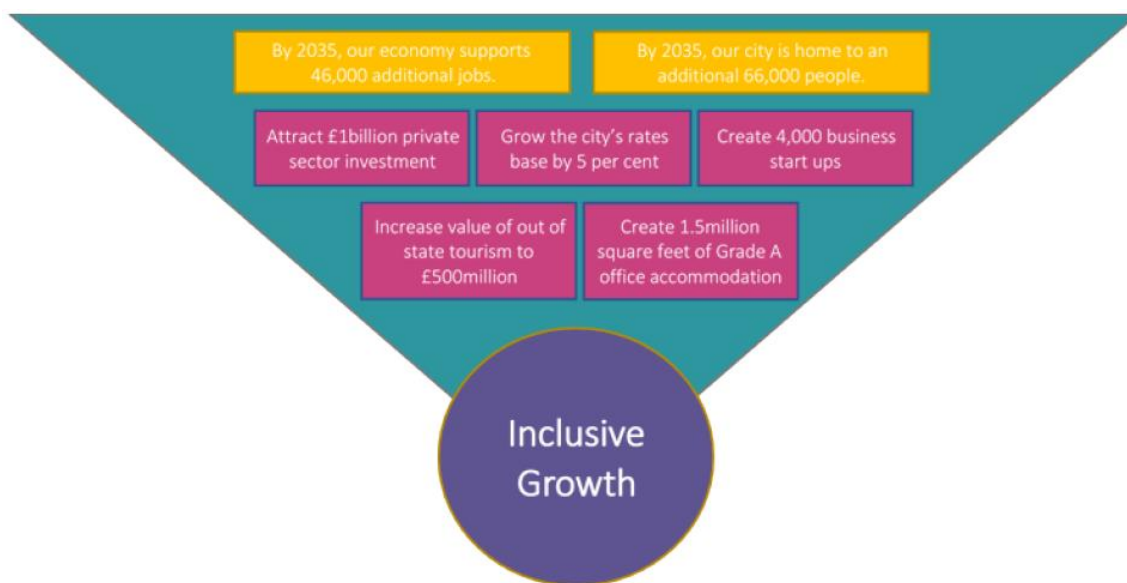 By 2035, our economy supports
46,000 additional jobs.
By 2035, our city is home to an
additional 66,000 people.
Attract £1billion private
sector investment
Grow the city's rates
base by 5 per cent
Create 4,000 business
start ups
Increase value of out of
state tourism to
£500million
Create 1.5million
square feet of Grade A
office accommodation
Inclusive
Growth